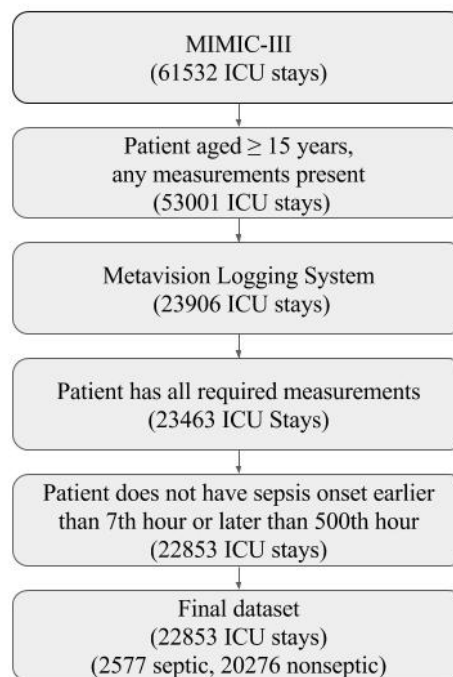 MIMIC-III
(61532 ICU stays)
Patient aged ≥ 15 years,
any measurements present
(53001 ICU stays)
Metavision Logging System
(23906 ICU stays)
Patient has all required measurements
(23463 ICU Stays)
Patient does not have sepsis onset earlier
than 7th hour or later than 500th hour
(22853 ICU stays)
Final dataset
(22853 ICU stays)
(2577 septic, 20276 nonseptic)